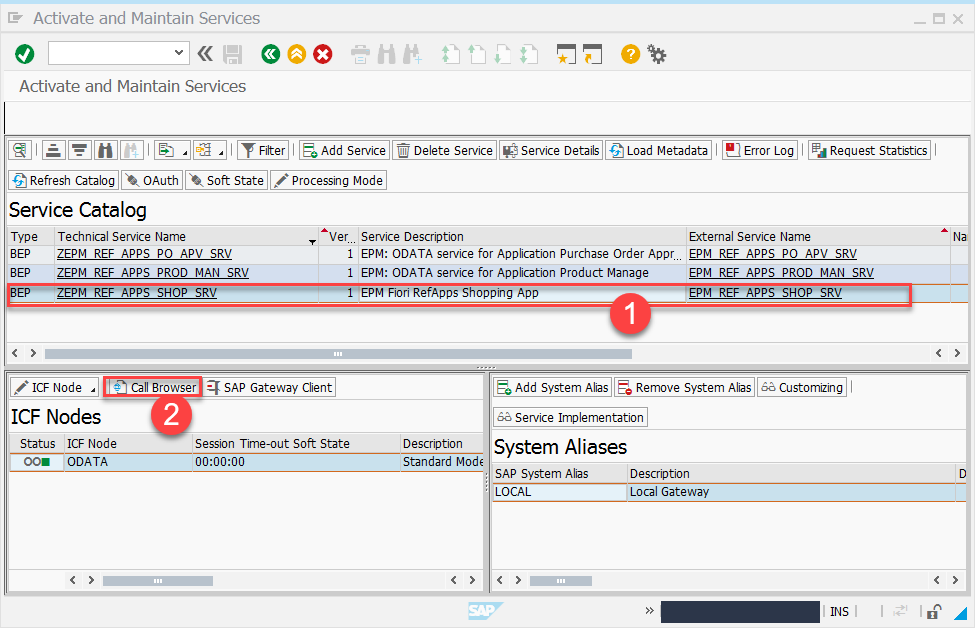 Activate and Maintain Services
Activate and Maintain Services
Filter Add Service Delete Service Service Details Load Metadata Error Log Request Statistics
Refresh Catalog OAuth Soft State Processing Mode
Service Catalog
Type Technical Service Name Ver... Service Description External Service Name Na
BEP ZEPM_REF_APPS_PO_APV_SRV 1 EPM: ODATA service for Application Purchase Order Appr... EPM_REF_APPS_PO_APV_SRV
BEP ZEPM_REF_APPS_PROD_MAN_SRV 1 EPM: ODATA service for Application Product Manage EPM_REF_APPS_PROD_MAN_SRV
BEP ZEPM_REF_APPS_SHOP_SRV 1 EPM Fiori RefApps Shopping App EPM_REF_APPS_SHOP_SRV
1
ICF Node Call Browser SAP Gateway Client
2
ICF Nodes
Status ICF Node Session Time-out Soft State Description
ODATA 00:00:00 Standard Mode
Add System Alias Remove System Alias Customizing
Service Implementation
System Aliases
SAP System Alias Description D
LOCAL Local Gateway
SAP INS